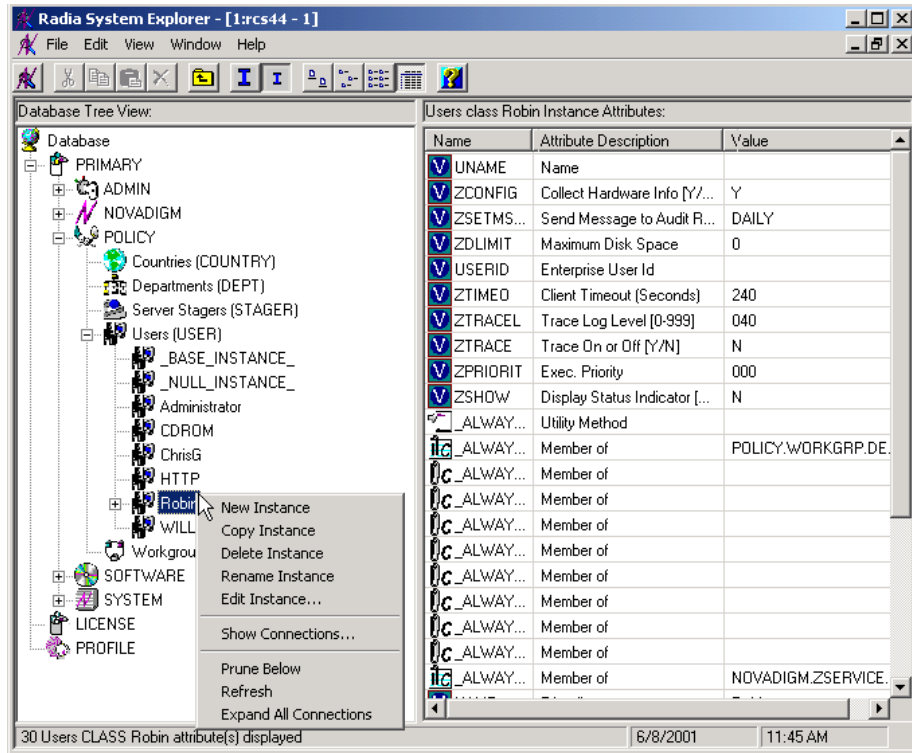 Radia System Explorer - [1:rcs44 - 1]
File Edit View Window Help
Database Tree View:
Users class Robin Instance Attributes:
Database
PRIMARY
ADMIN
NOVADIGM
POLICY
Countries (COUNTRY)
Departments (DEPT)
Server Stagers (STAGER)
Users (USER)
_BASE_INSTANCE_
_NULL_INSTANCE_
Administrator
CDROM
ChrisG
HTTP
Robin
WILL
Workgrou
SOFTWARE
SYSTEM
LICENSE
PROFILE
New Instance
Copy Instance
Delete Instance
Rename Instance
Edit Instance...
Show Connections...
Prune Below
Refresh
Expand All Connections
Name Attribute Description Value
V UNAME Name
V ZCONFIG Collect Hardware Info [Y/... Y
V ZSETMS... Send Message to Audit R... DAILY
V ZDLIMIT Maximum Disk Space 0
V USERID Enterprise User Id
V ZTIMEO Client Timeout (Seconds) 240
V ZTRACEL Trace Log Level [0-999] 040
V ZTRACE Trace On or Off [Y/N] N
V ZPRIORIT Exec. Priority 000
V ZSHOW Display Status Indicator [... N
_ALWAY... Utility Method
_ALWAY... Member of POLICY.WORKGRP.DE.
_ALWAY... Member of
_ALWAY... Member of
_ALWAY... Member of
_ALWAY... Member of
_ALWAY... Member of
_ALWAY... Member of
_ALWAY... Member of
_ALWAY... Member of
_ALWAY... Member of NOVADIGM.ZSERVICE.
30 Users CLASS Robin attribute(s) displayed
6/8/2001
11:45 AM